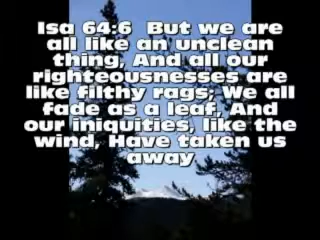 Isa 64:6  But we are
all like an unclean
thing, And all our
righteousnesses are
like filthy rags; We all
fade as a leaf, And
our iniquities, like the
wind, Have taken us
away